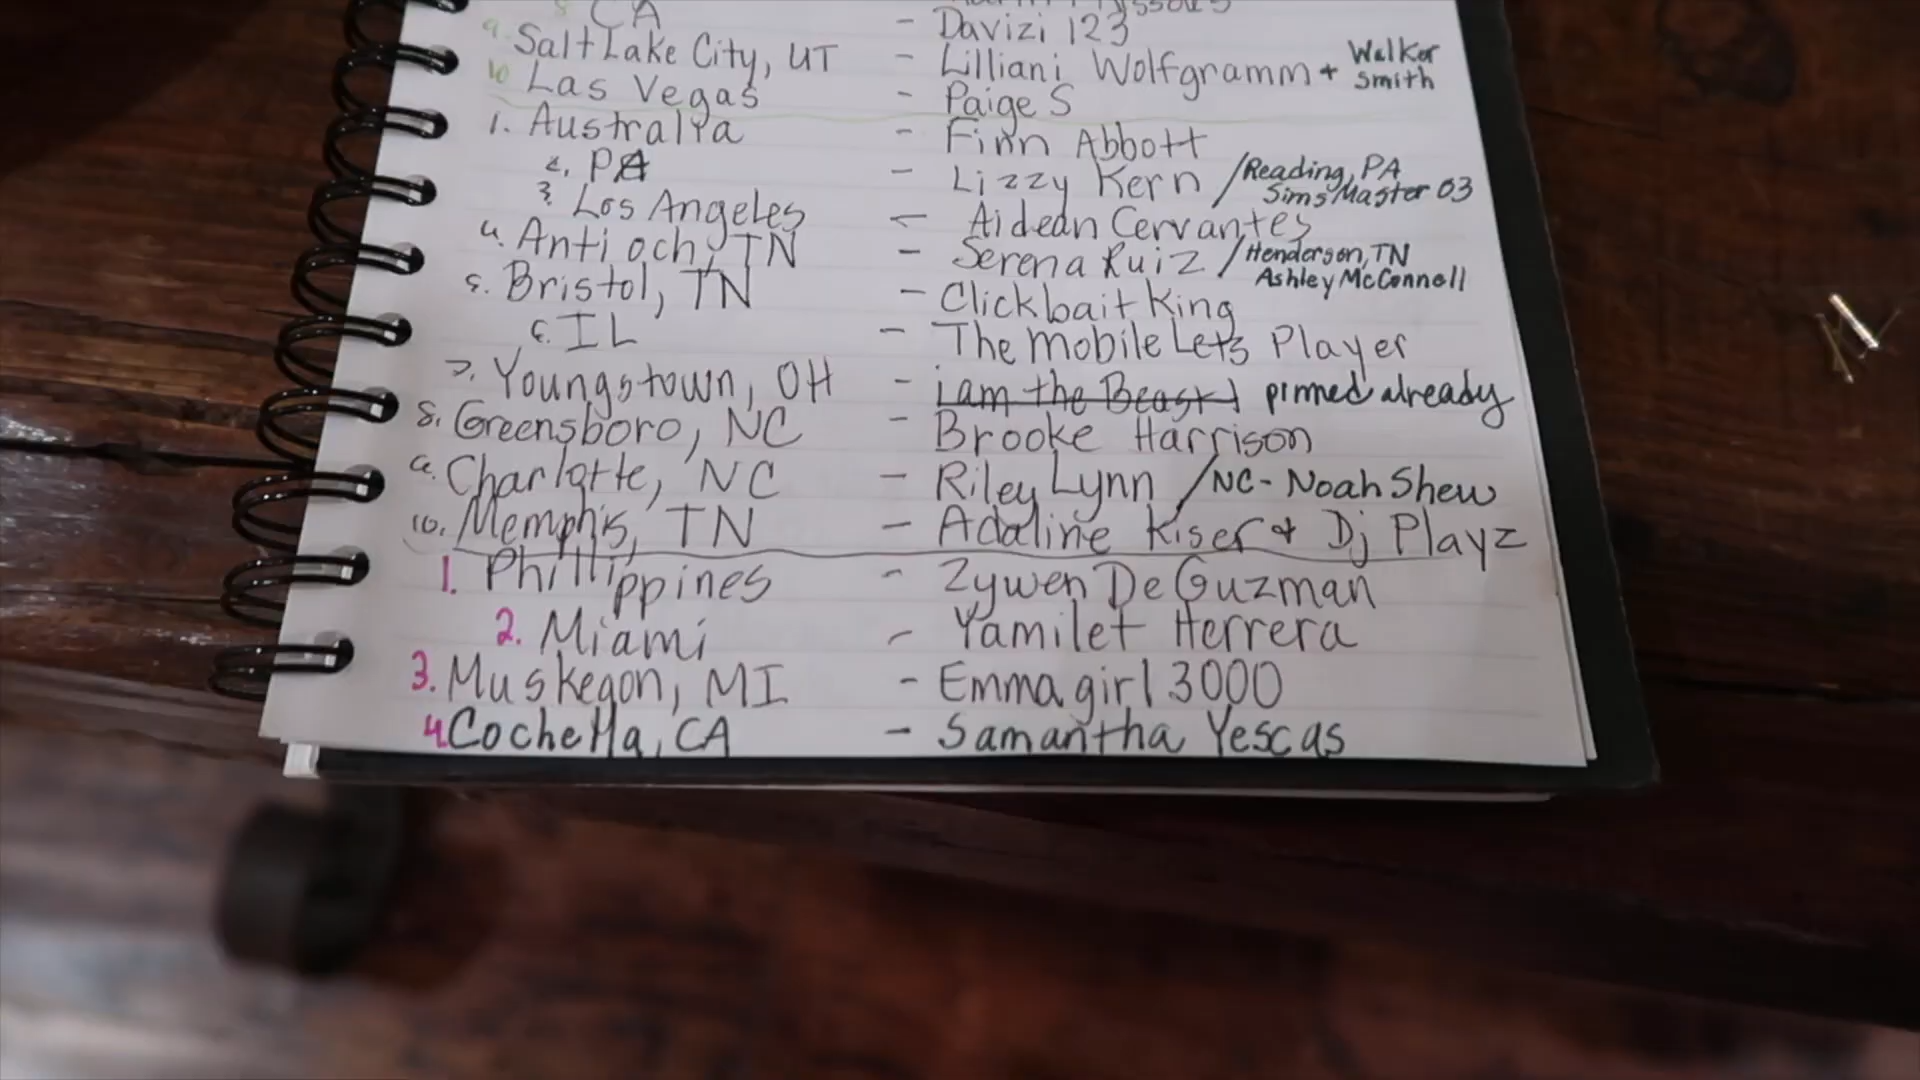 8 CA - Davizi 123
9. Salt Lake City, UT - Lilliani Wolfgramm + Walker Smith
10 Las Vegas - Paige S
1. Australia - Finn Abbott
2. PA - Lizzy Kern / Reading, PA SimsMaster 03
3. Los Angeles - Aidean Cervantes
4. Antioch, TN - Serena Ruiz / Henderson, TN Ashley McConnell
5. Bristol, TN - Clickbait King
6. IL - The Mobile Lets Player
7. Youngstown, OH - i am the Beast 1 pinned already
8. Greensboro, NC - Brooke Harrison
9. Charlotte, NC - Riley Lynn / NC - Noah Shew
10. Memphis, TN - Adaline Kiser + Dj Playz
1. Phillippines - Zywen De Guzman
2. Miami - Yamilet Herrera
3. Muskegon, MI - Emmagirl 3000
4. Cochella, CA - Samantha Yescas